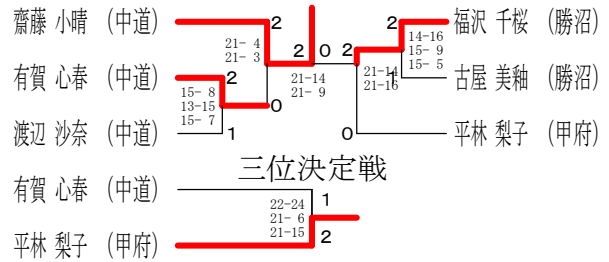 齋藤 小晴 (中道)
2
21- 4
21- 3
有賀 心春 (中道)
2
15- 8
13-15
15- 7
0
渡辺 沙奈 (中道)
1
2 0
21-14
21- 9
福沢 千桜 (勝沼)
2
14-16
15- 9
15- 5
古屋 美釉 (勝沼)
1
2
21-14
21-16
平林 梨子 (甲府)
0
三位決定戦
有賀 心春 (中道)
1
22-24
21- 6
21-15
平林 梨子 (甲府)
2